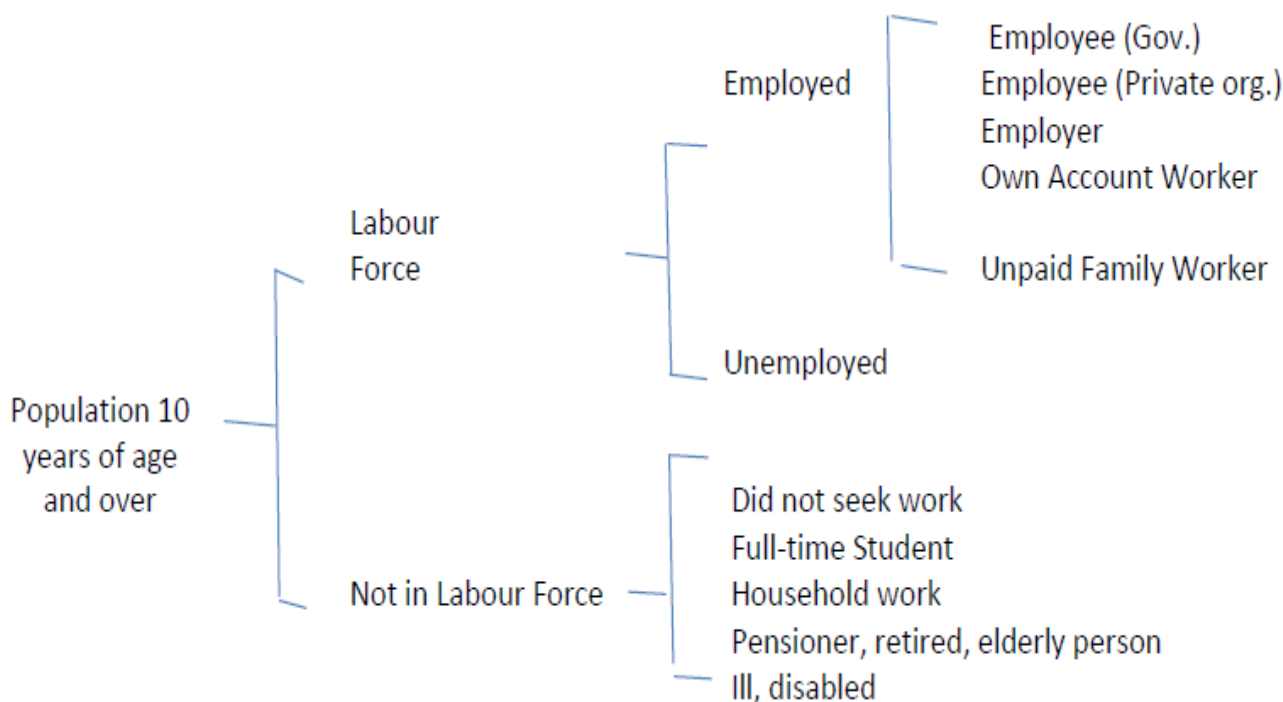 Population 10
years of age
and over
Labour
Force
Not in Labour Force
Employed
Unemployed
Employee (Gov.)
Employee (Private org.)
Employer
Own Account Worker
Unpaid Family Worker
Did not seek work
Full-time Student
Household work
Pensioner, retired, elderly person
Ill, disabled